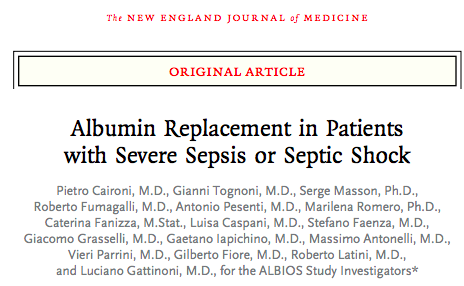 The NEW ENGLAND JOURNAL of MEDICINE
ORIGINAL ARTICLE
Albumin Replacement in Patients
with Severe Sepsis or Septic Shock
Pietro Caironi, M.D., Gianni Tognoni, M.D., Serge Masson, Ph.D.,
Roberto Fumagalli, M.D., Antonio Pesenti, M.D., Marilena Romero, Ph.D.,
Caterina Fanizza, M.Stat., Luisa Caspani, M.D., Stefano Faenza, M.D.,
Giacomo Grasselli, M.D., Gaetano Iapichino, M.D., Massimo Antonelli, M.D.,
Vieri Parrini, M.D., Gilberto Fiore, M.D., Roberto Latini, M.D.,
and Luciano Gattinoni, M.D., for the ALBIOS Study Investigators*